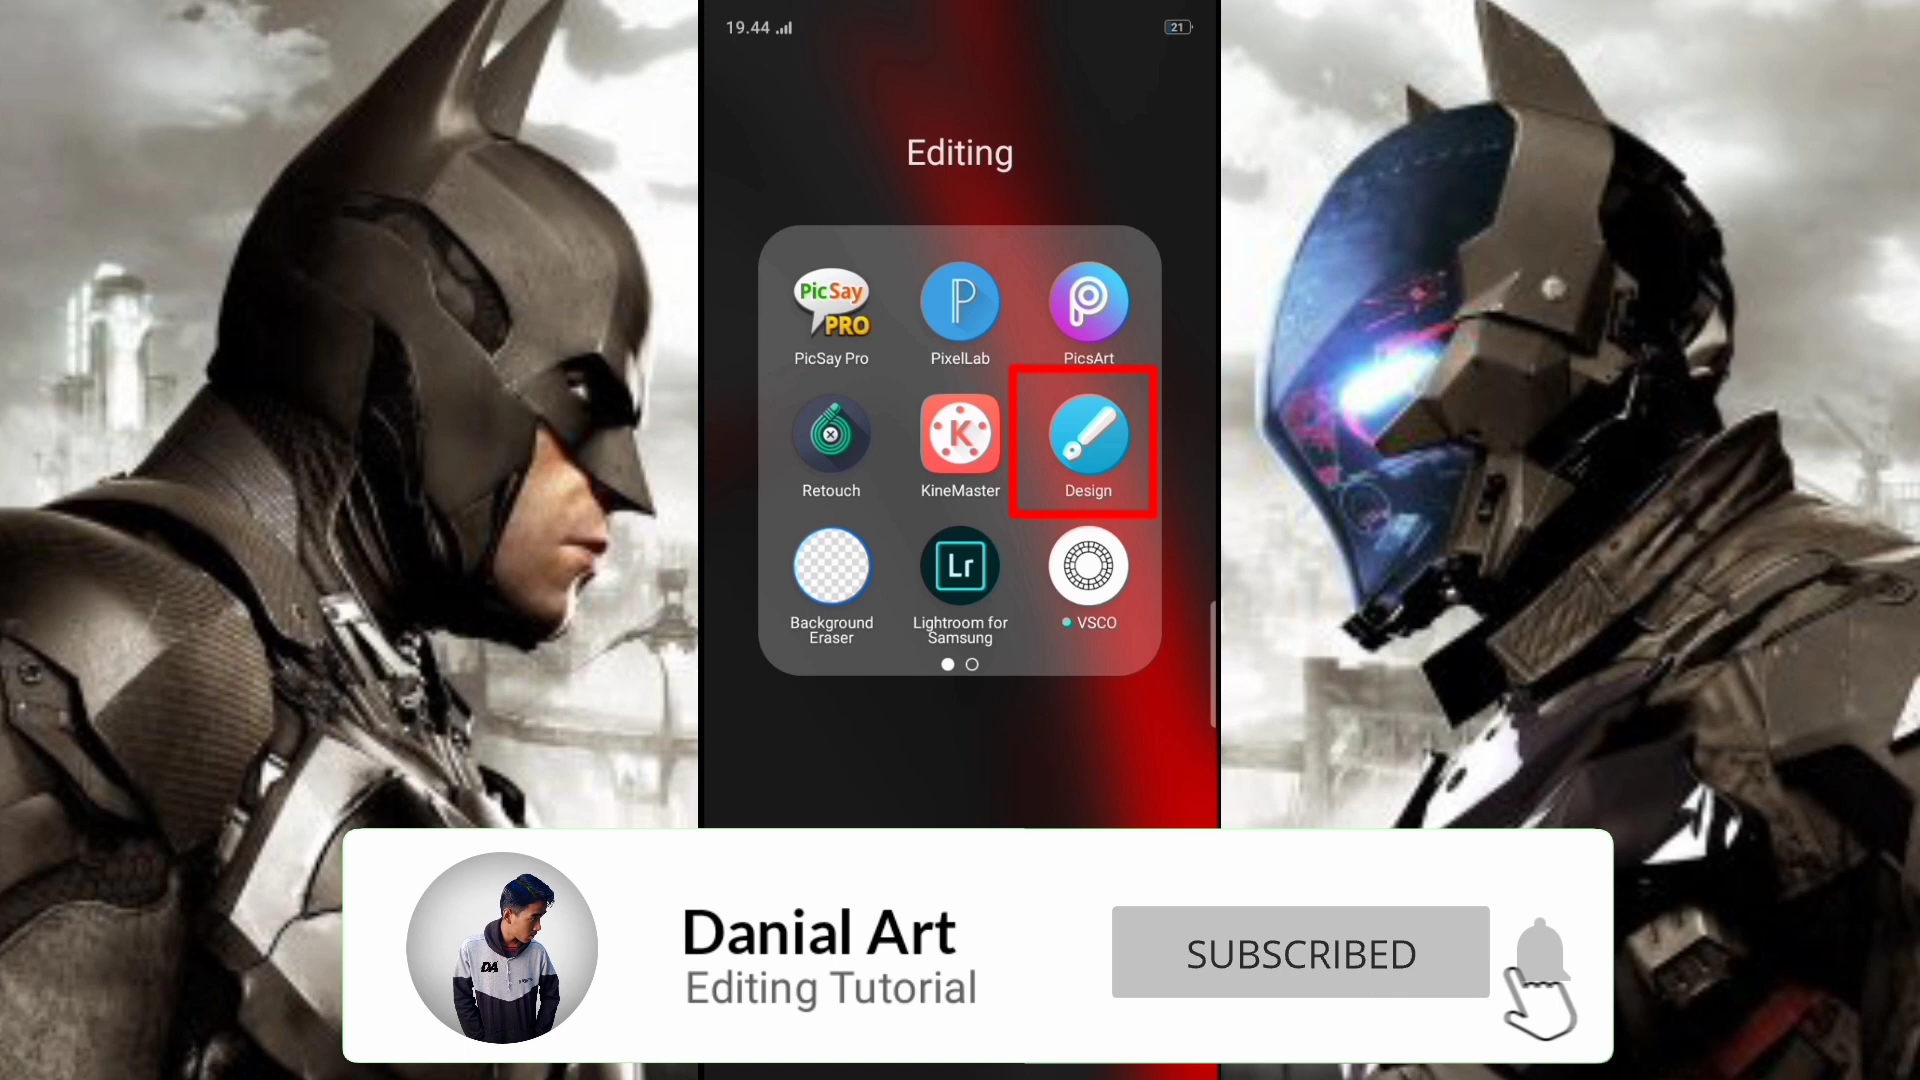 19.44
21
Editing
PicSay
PRO
PicSay Pro
PixelLab
PicsArt
K
Retouch
KineMaster
Design
Lr
Background
Eraser
Lightroom for
Samsung
VSCO
DA
Danial Art
Editing Tutorial
SUBSCRIBED